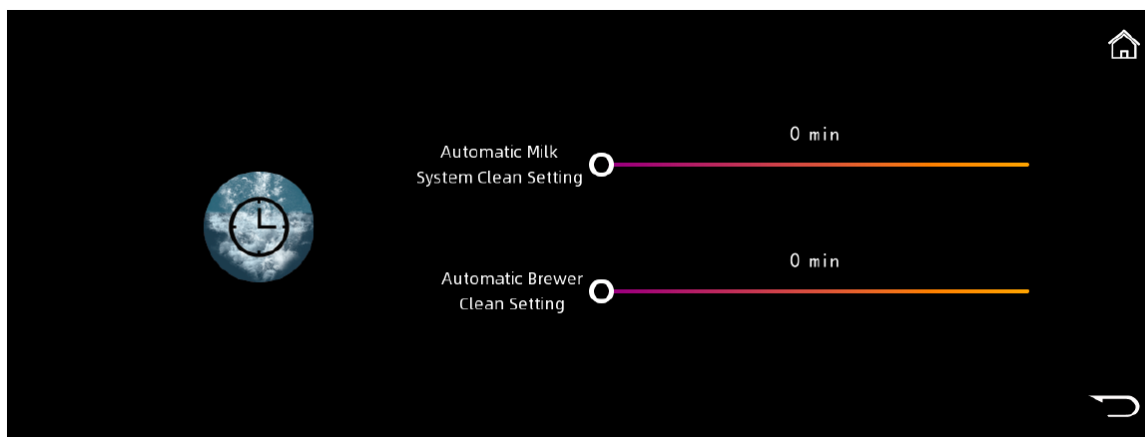 0 min
Automatic Milk
System Clean Setting
0 min
Automatic Brewer
Clean Setting